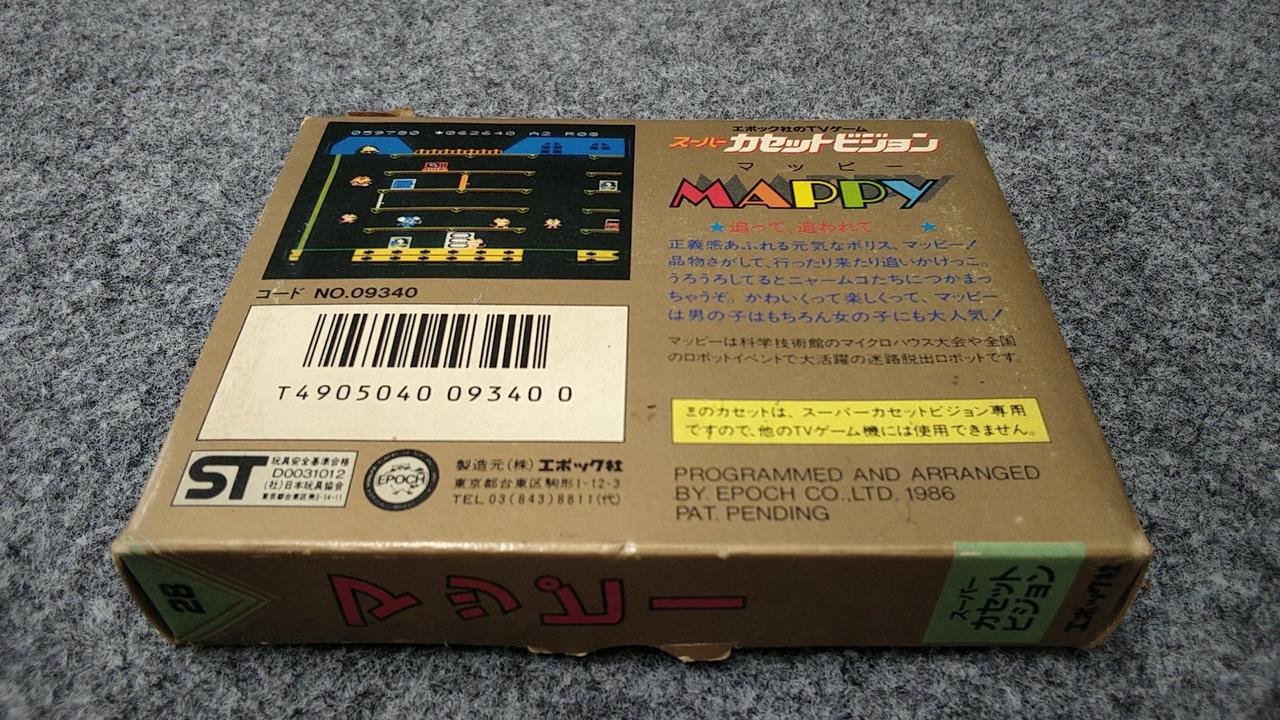 059780 *062640 A2 R08
コード NO.09340
T4905040 09340 0
ST
玩具安全基準合格
D0031012
(社)日本玩具協会
EPOCH
製造元(株)エポック社
東京都台東区駒形1-12-3
TEL 03(843)8811(代)
エポック社のTVゲーム
スーパーカセットビジョン
マッピー
MAPPY
★追って、追われて★
正義感あふれる元気なポリス、マッピー!
品物さがして、行ったり来たり追いかけっこ。
うろうろしてるとニャームコたちにつかまっ
ちゃうぞ。かわいくって楽しくって、マッピー
は男の子はもちろん女の子にも大人気!
マッピーは科学技術館のマイクロハウス大会や全国
のロボットイベントで大活躍の迷路脱出ロボットです。
このカセットは、スーパーカセットビジョン専用
ですので、他のTVゲーム機には使用できません。
PROGRAMMED AND ARRANGED
BY. EPOCH CO.,LTD. 1986
PAT. PENDING
28
マッピー
スーパー
カセット
ビジョン
エポック社